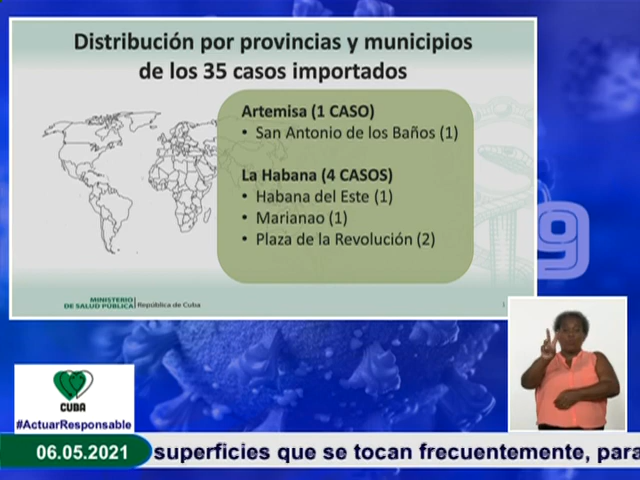 Distribución por provincias y municipios
de los 35 casos importados
Artemisa (1 CASO)
• San Antonio de los Baños (1)
La Habana (4 CASOS)
• Habana del Este (1)
• Marianao (1)
• Plaza de la Revolución (2)
MINISTERIO
DE SALUD PÚBLICA
República de Cuba
9
CUBA
#ActuarResponsable
06.05.2021
superficies que se tocan frecuentemente, para